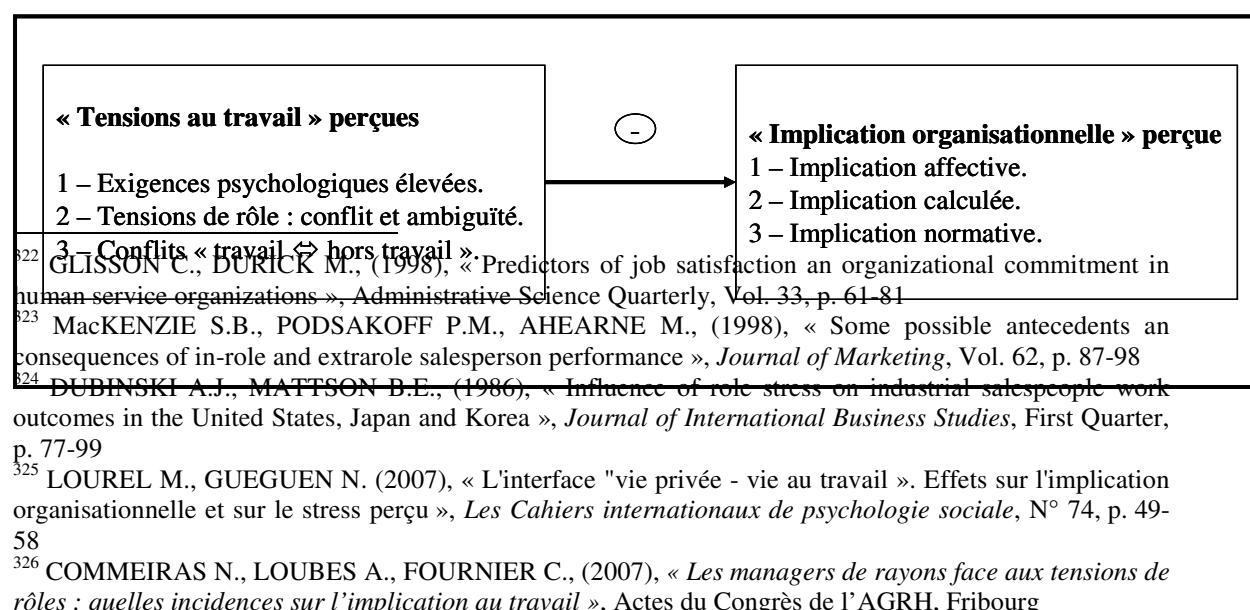 « Tensions au travail » perçues
1 – Exigences psychologiques élevées.
2 – Tensions de rôle : conflit et ambiguïté.
3 – Conflits « travail ⇔ hors travail ».
-
« Implication organisationnelle » perçue
1 – Implication affective.
2 – Implication calculée.
3 – Implication normative.
322 GLISSON C., DURICK M., (1998), « Predictors of job satisfaction an organizational commitment in
human service organizations », Administrative Science Quarterly, Vol. 33, p. 61-81
323 MacKENZIE S.B., PODSAKOFF P.M., AHEARNE M., (1998), « Some possible antecedents an
consequences of in-role and extrarole salesperson performance », Journal of Marketing, Vol. 62, p. 87-98
324 DUBINSKI A.J., MATTSON B.E., (1986), « Influence of role stress on industrial salespeople work
outcomes in the United States, Japan and Korea », Journal of International Business Studies, First Quarter,
p. 77-99
325 LOUREL M., GUEGUEN N. (2007), « L'interface "vie privée - vie au travail ». Effets sur l'implication
organisationnelle et sur le stress perçu », Les Cahiers internationaux de psychologie sociale, N° 74, p. 49-
58
326 COMMEIRAS N., LOUBES A., FOURNIER C., (2007), « Les managers de rayons face aux tensions de
rôles : quelles incidences sur l'implication au travail », Actes du Congrès de l'AGRH, Fribourg